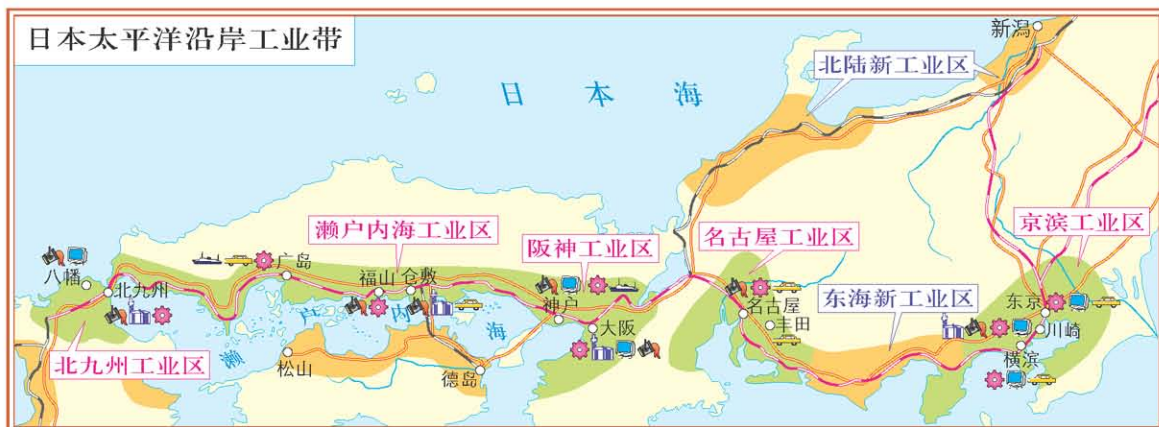 日本太平洋沿岸工业带
新潟
北陆新工业区
日本海
濑户内海工业区
阪神工业区
名古屋工业区
京滨工业区
八幡
北九州
广岛
福山
仓敷
神户
大阪
名古屋
丰田
东海新工业区
东京
川崎
横滨
北九州工业区
濑户内海
松山
德岛